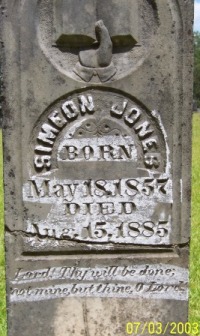 SIMEON JONES
BORN
May 18, 1857
DIED
Aug. 15, 1885
Lord! Thy will be done;
not mine, but thine, O Lord.
07/03/2003